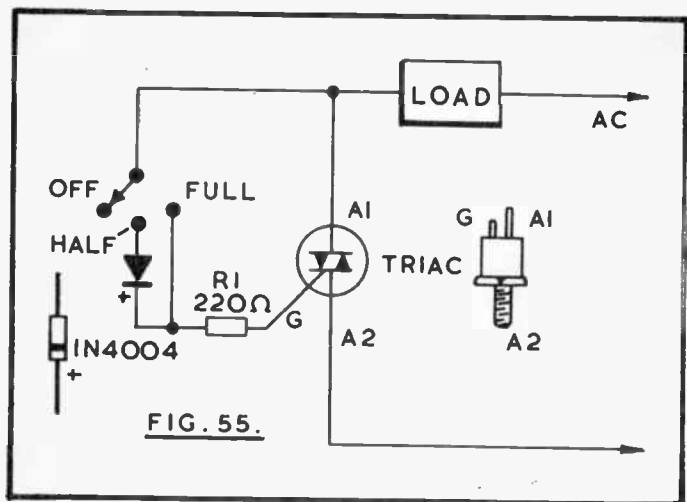 LOAD
AC
OFF
FULL
HALF
A1
G
A1
TRIAC
R1
220Ω
G
+
A2
A2
1N4004
+
FIG. 55.